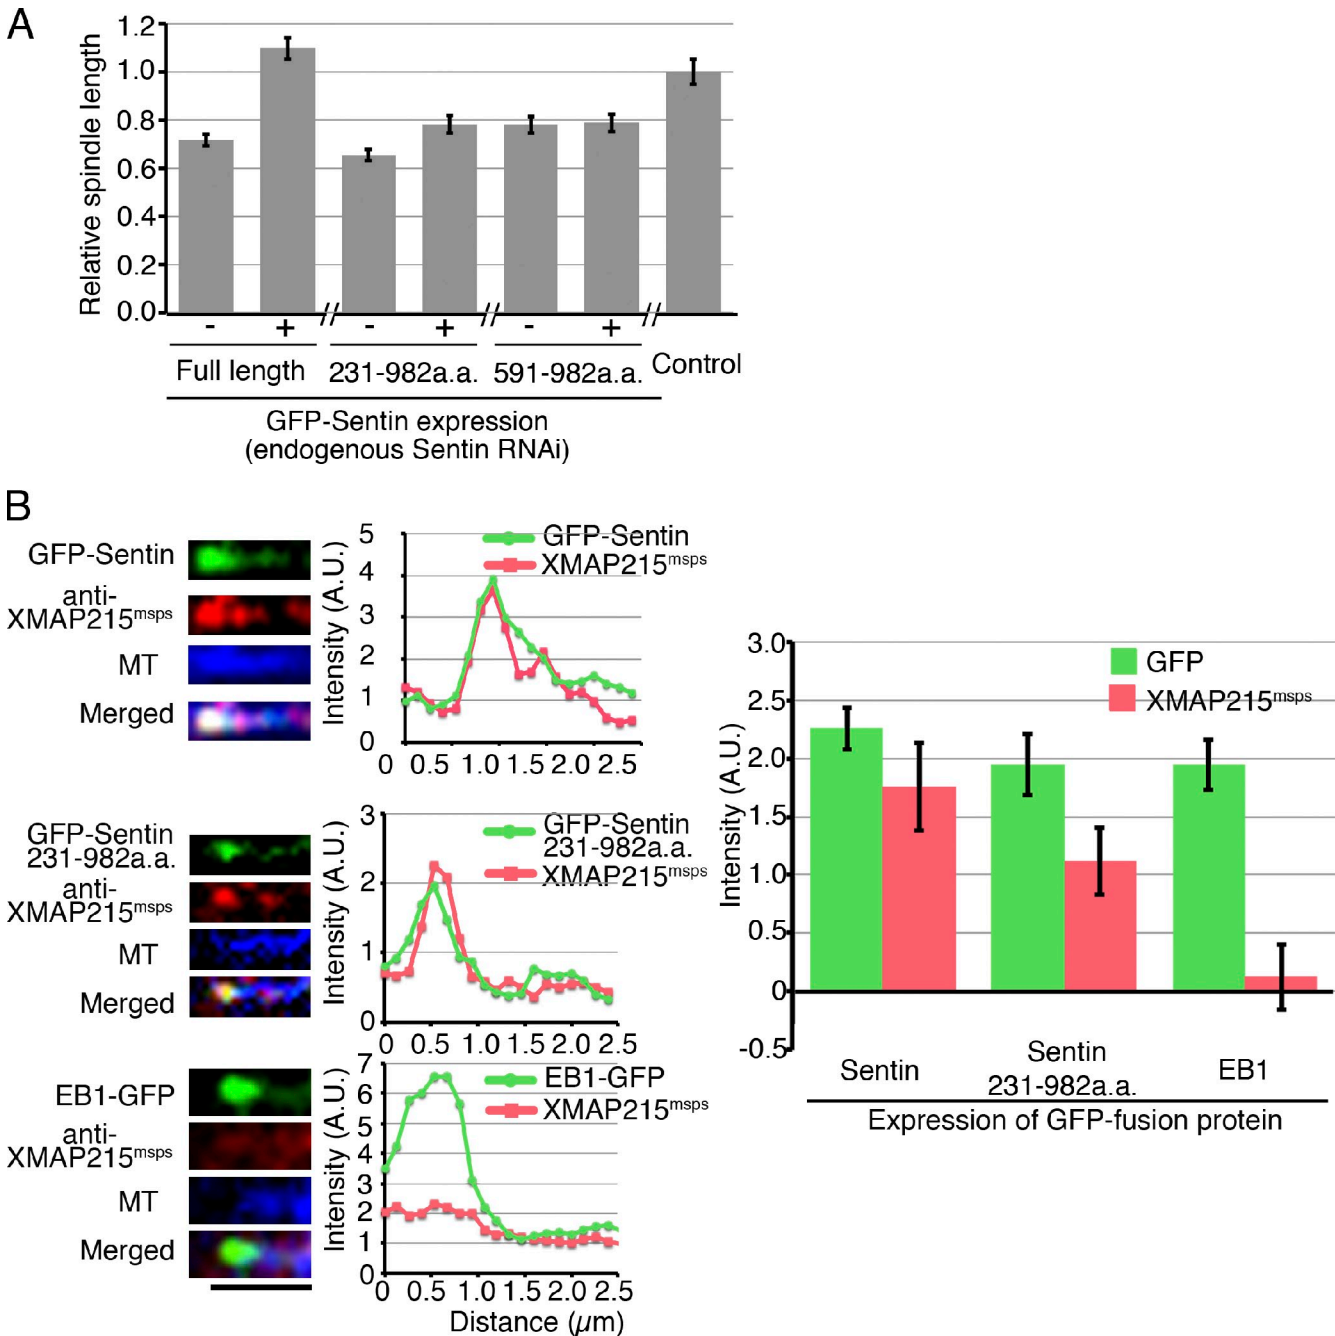 A
Relative spindle length
1.2
1.0
0.8
0.6
0.4
0.2
0.0
- + - + - +
Full length 231-982a.a. 591-982a.a. Control
GFP-Sentin expression
(endogenous Sentin RNAi)
B
GFP-Sentin
anti-
XMAP215msps
MT
Merged
Intensity (A.U.)
5
4
3
2
1
0
GFP-Sentin
XMAP215msps
0 0.5 1.0 1.5 2.0 2.5
GFP-Sentin
231-982a.a.
anti-
XMAP215msps
MT
Merged
Intensity (A.U.)
3
2
1
0
GFP-Sentin
231-982a.a.
XMAP215msps
0 0.5 1.0 1.5 2.0 2.5
EB1-GFP
anti-
XMAP215msps
MT
Merged
Intensity (A.U.)
7
6
5
4
3
2
1
0
EB1-GFP
XMAP215msps
0 0.5 1.0 1.5 2.0 2.5
Distance (µm)
Intensity (A.U.)
3.0
2.5
2.0
1.5
1.0
0.5
0
-0.5
GFP
XMAP215msps
Sentin
Sentin
231-982a.a.
EB1
Expression of GFP-fusion protein